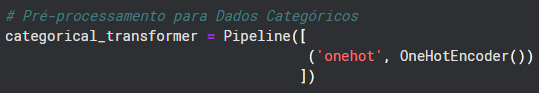 # Pré-processamento para Dados Categóricos
categorical_transformer = Pipeline([
('onehot', OneHotEncoder())
])